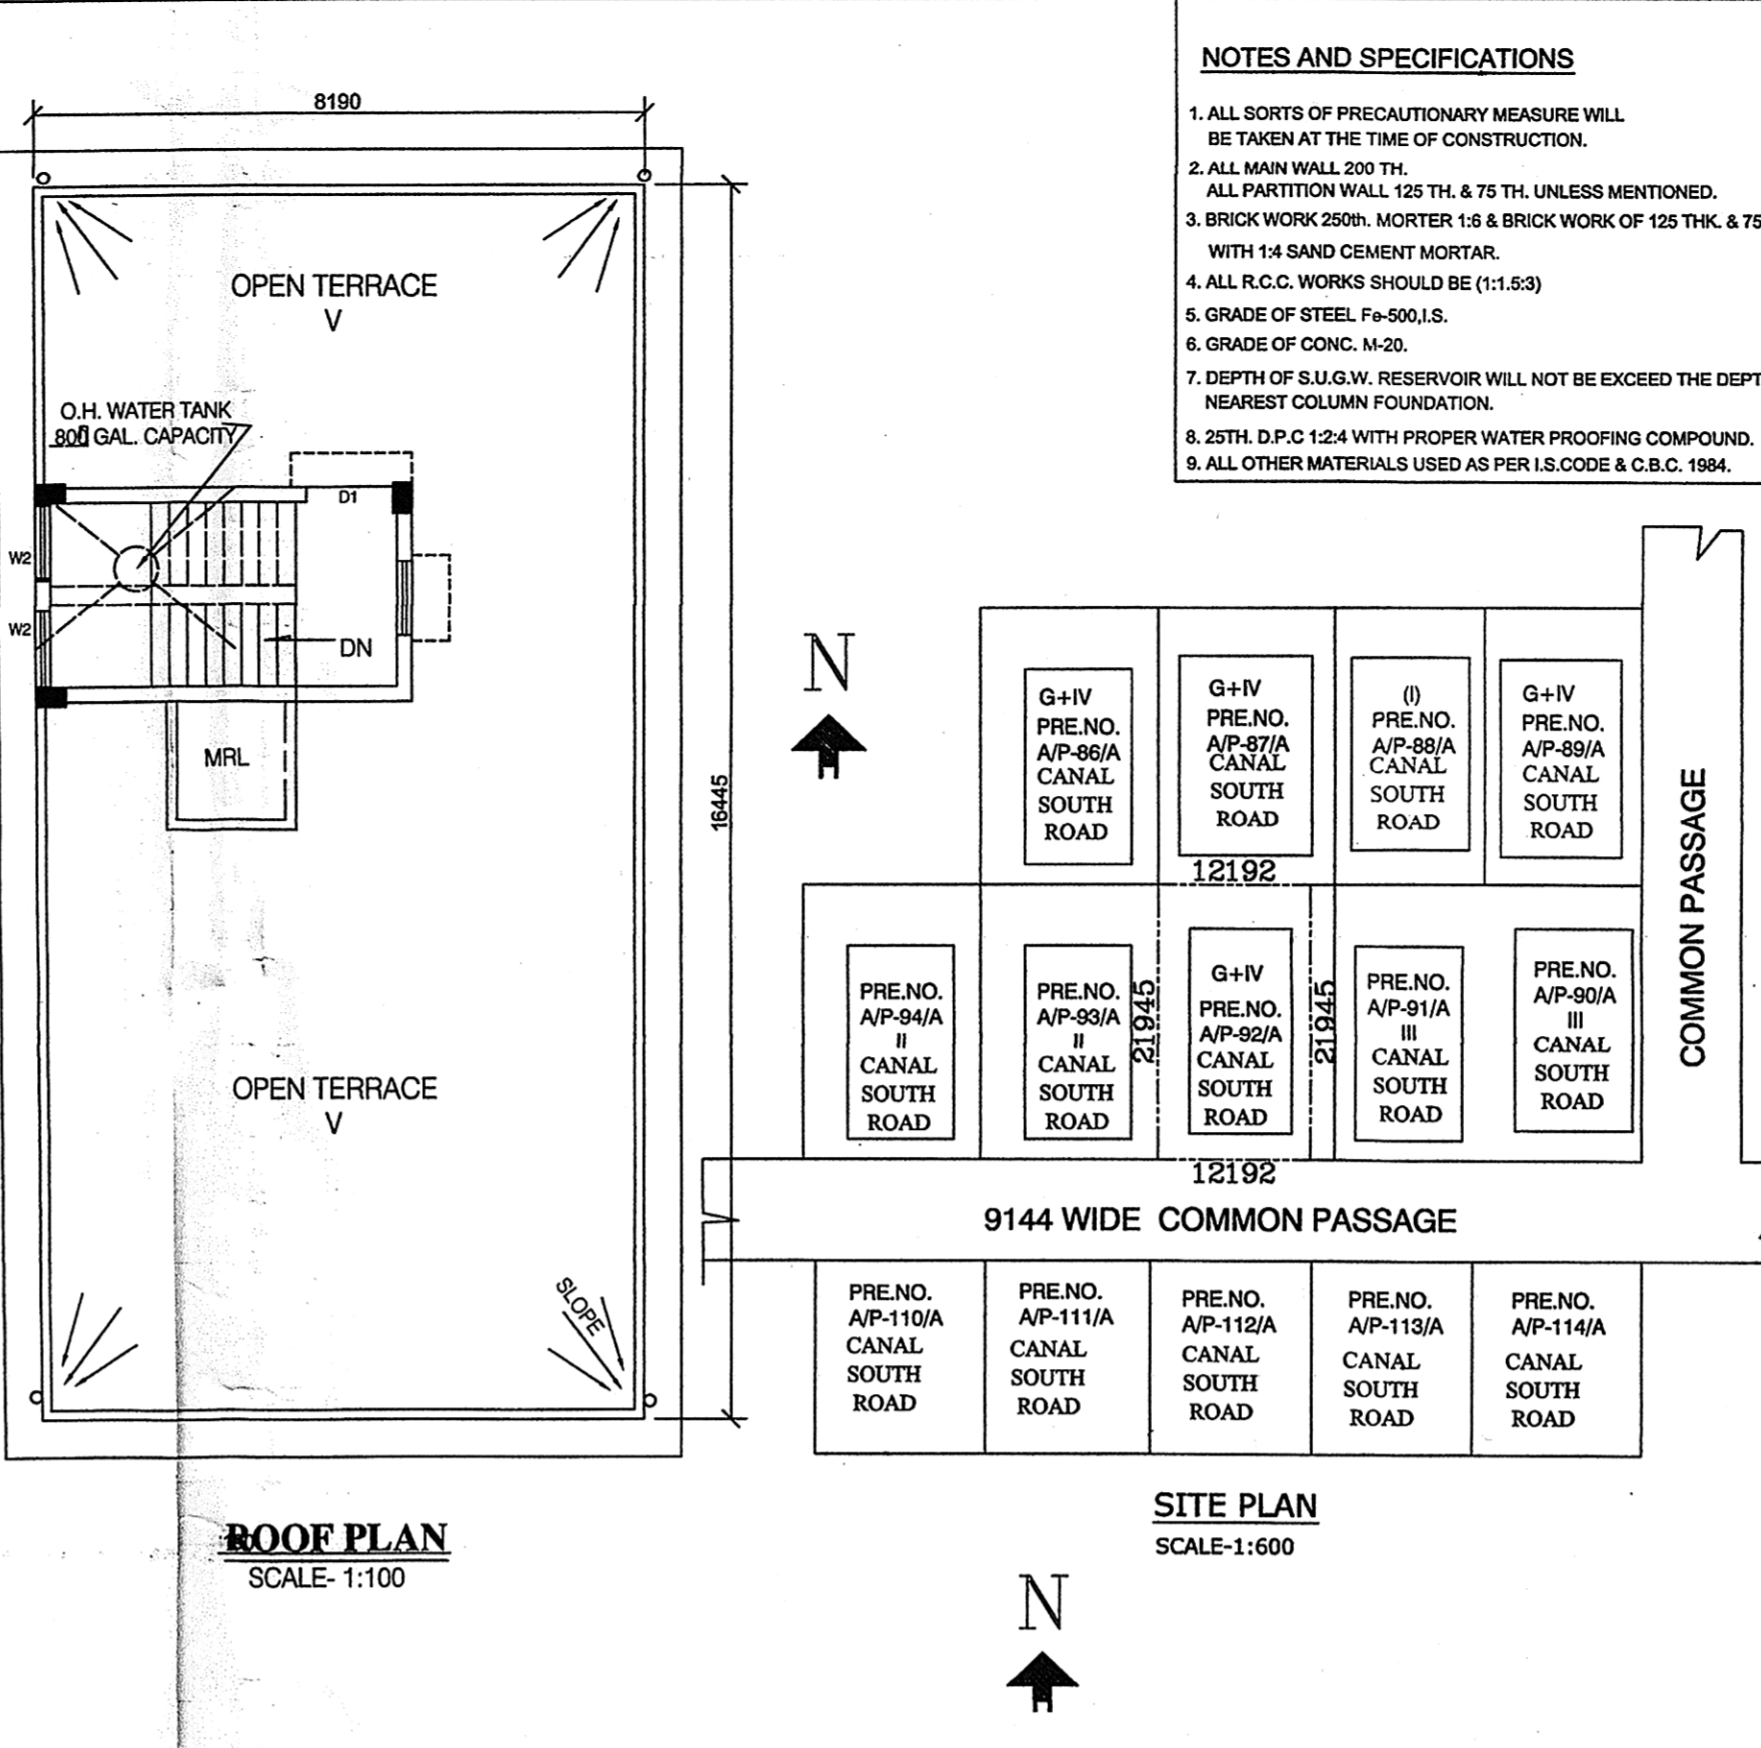 8190
OPEN TERRACE
V
O.H. WATER TANK
800 GAL. CAPACITY
D1
W2
W2
DN
MRL
16445
OPEN TERRACE
V
SLOPE
ROOF PLAN
SCALE- 1:100
NOTES AND SPECIFICATIONS
1. ALL SORTS OF PRECAUTIONARY MEASURE WILL
BE TAKEN AT THE TIME OF CONSTRUCTION.
2. ALL MAIN WALL 200 TH.
ALL PARTITION WALL 125 TH. & 75 TH. UNLESS MENTIONED.
3. BRICK WORK 250th. MORTER 1:6 & BRICK WORK OF 125 THK. & 75
WITH 1:4 SAND CEMENT MORTAR.
4. ALL R.C.C. WORKS SHOULD BE (1:1.5:3)
5. GRADE OF STEEL Fe-500,I.S.
6. GRADE OF CONC. M-20.
7. DEPTH OF S.U.G.W. RESERVOIR WILL NOT BE EXCEED THE DEPT
NEAREST COLUMN FOUNDATION.
8. 25TH. D.P.C 1:2:4 WITH PROPER WATER PROOFING COMPOUND.
9. ALL OTHER MATERIALS USED AS PER I.S.CODE & C.B.C. 1984.
N
G+IV
PRE.NO.
A/P-86/A
CANAL
SOUTH
ROAD
G+IV
PRE.NO.
A/P-87/A
CANAL
SOUTH
ROAD
(I)
PRE.NO.
A/P-88/A
CANAL
SOUTH
ROAD
G+IV
PRE.NO.
A/P-89/A
CANAL
SOUTH
ROAD
COMMON PASSAGE
12192
PRE.NO.
A/P-94/A
II
CANAL
SOUTH
ROAD
PRE.NO.
A/P-93/A
II
CANAL
SOUTH
ROAD
21945
G+IV
PRE.NO.
A/P-92/A
CANAL
SOUTH
ROAD
21945
PRE.NO.
A/P-91/A
III
CANAL
SOUTH
ROAD
PRE.NO.
A/P-90/A
III
CANAL
SOUTH
ROAD
12192
9144 WIDE COMMON PASSAGE
PRE.NO.
A/P-110/A
CANAL
SOUTH
ROAD
PRE.NO.
A/P-111/A
CANAL
SOUTH
ROAD
PRE.NO.
A/P-112/A
CANAL
SOUTH
ROAD
PRE.NO.
A/P-113/A
CANAL
SOUTH
ROAD
PRE.NO.
A/P-114/A
CANAL
SOUTH
ROAD
SITE PLAN
SCALE-1:600
N